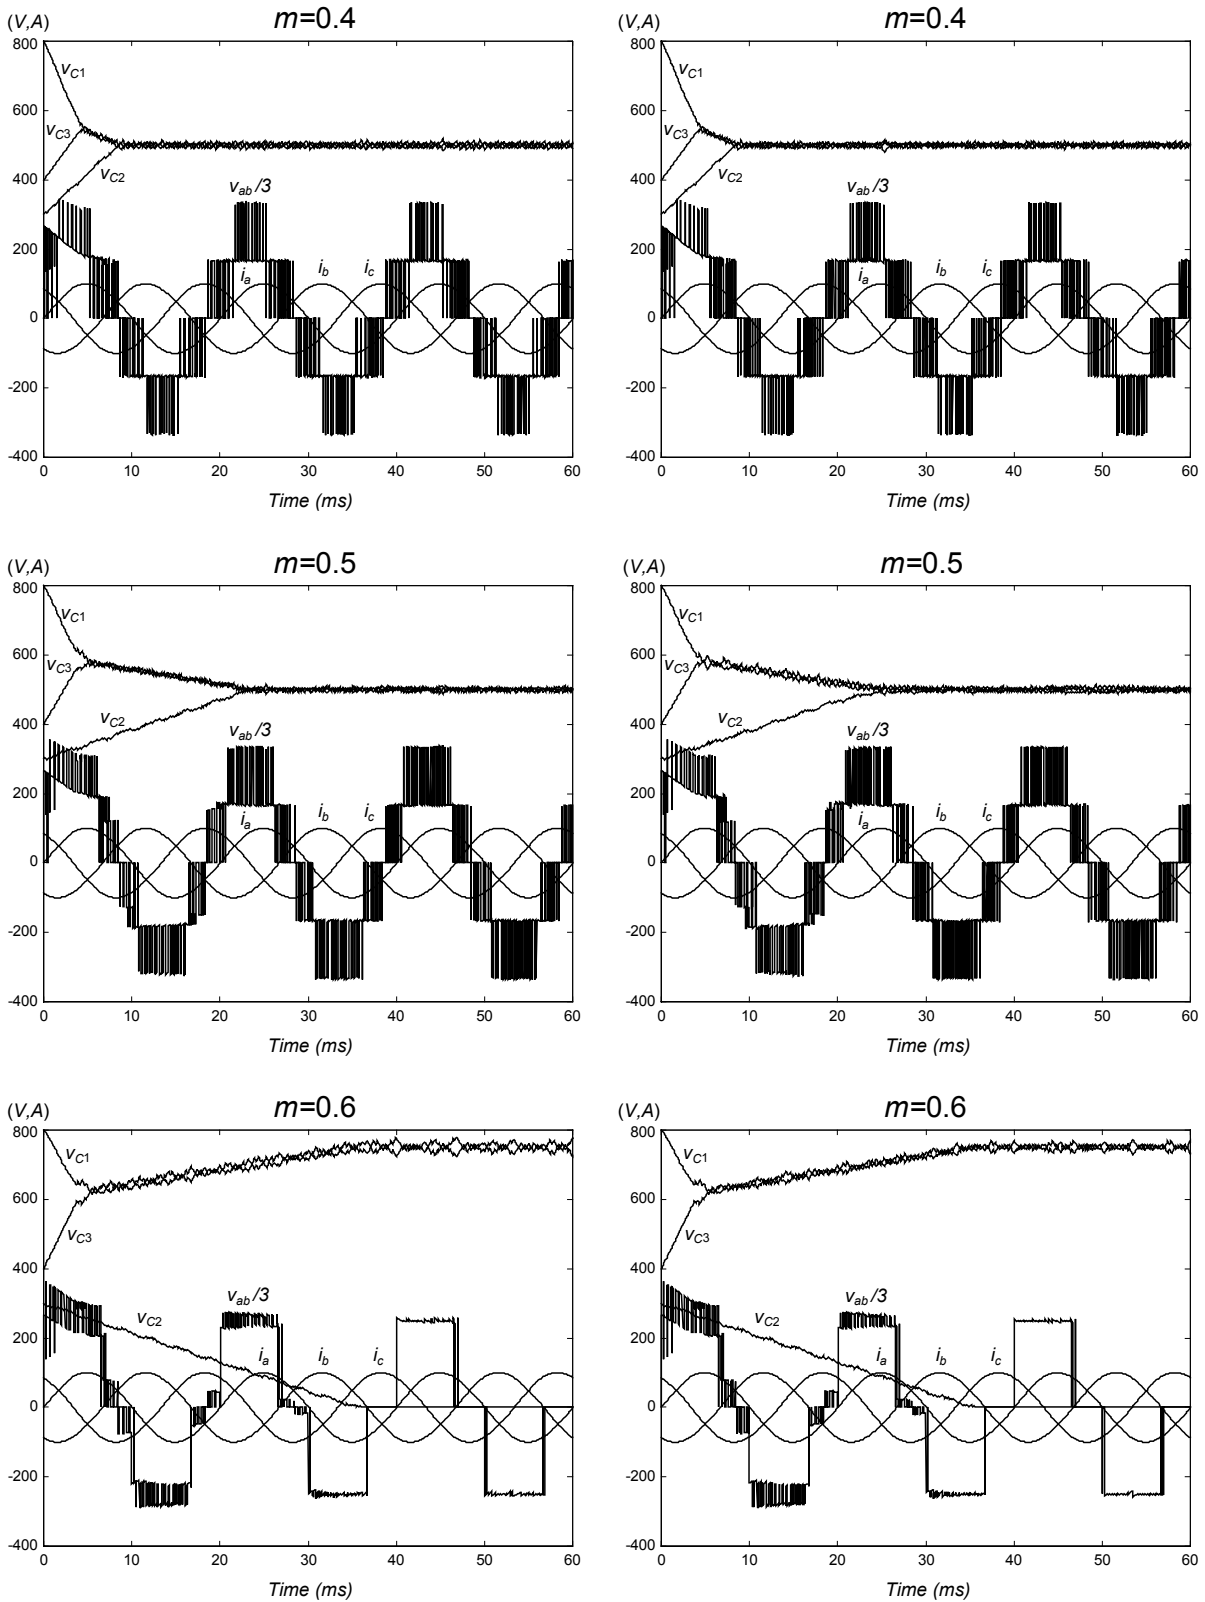 (V,A)
m=0.4
800
600
400
200
0
-200
-400
vC1
vC3
vC2
vab/3
ia
ib
ic
0 10 20 30 40 50 60
Time (ms)
(V,A)
m=0.4
800
600
400
200
0
-200
-400
vC1
vC3
vC2
vab/3
ia
ib
ic
0 10 20 30 40 50 60
Time (ms)
(V,A)
m=0.5
800
600
400
200
0
-200
-400
vC1
vC3
vC2
vab/3
ia
ib
ic
0 10 20 30 40 50 60
Time (ms)
(V,A)
m=0.5
800
600
400
200
0
-200
-400
vC1
vC3
vC2
vab/3
ia
ib
ic
0 10 20 30 40 50 60
Time (ms)
(V,A)
m=0.6
800
600
400
200
0
-200
-400
vC1
vC3
vC2
vab/3
ia
ib
ic
0 10 20 30 40 50 60
Time (ms)
(V,A)
m=0.6
800
600
400
200
0
-200
-400
vC1
vC3
vC2
vab/3
ia
ib
ic
0 10 20 30 40 50 60
Time (ms)